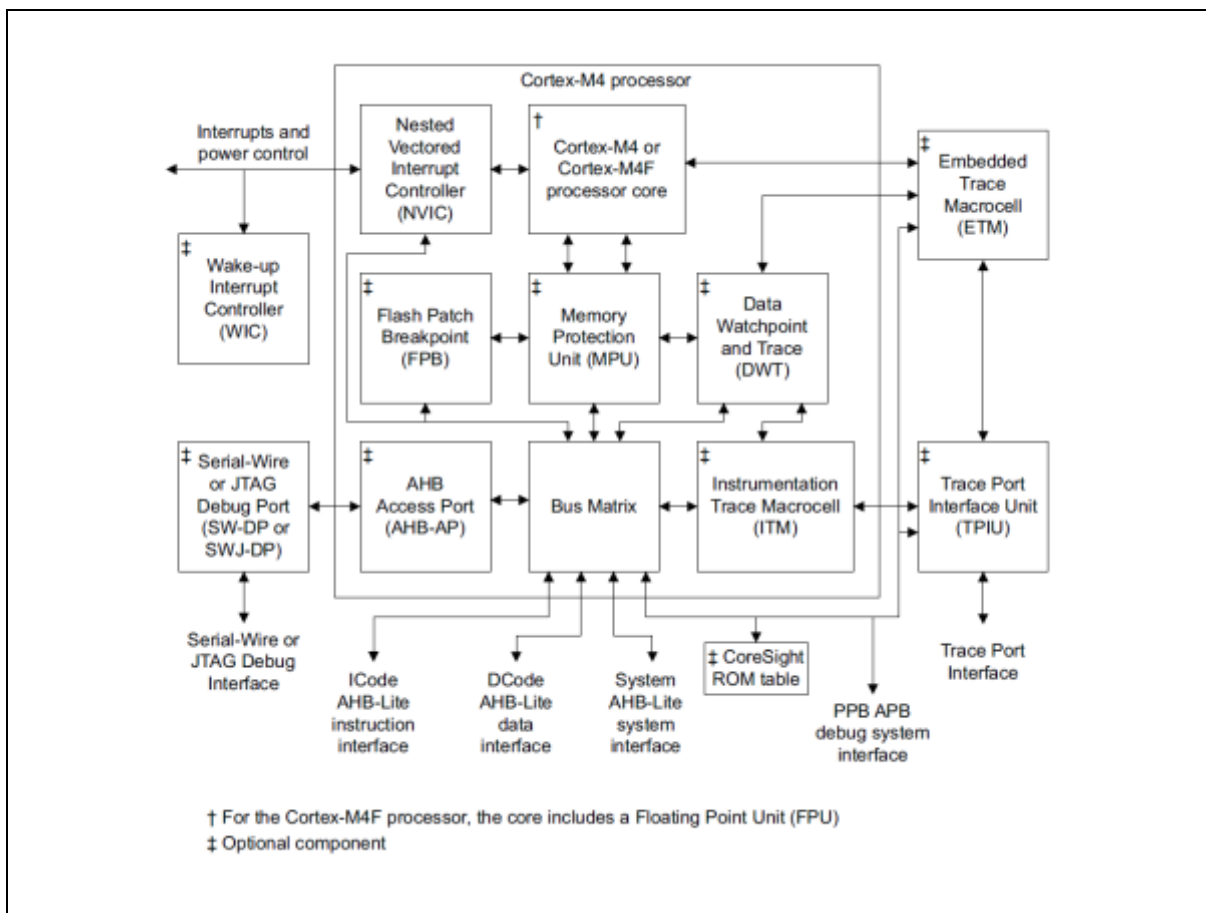 Cortex-M4 processor
Interrupts and
power control
Nested
Vectored
Interrupt
Controller
(NVIC)
†
Cortex-M4 or
Cortex-M4F
processor core
‡
Embedded
Trace
Macrocell
(ETM)
‡
Wake-up
Interrupt
Controller
(WIC)
‡
Flash Patch
Breakpoint
(FPB)
‡
Memory
Protection
Unit (MPU)
‡
Data
Watchpoint
and Trace
(DWT)
‡
Serial-Wire
or JTAG
Debug Port
(SW-DP or
SWJ-DP)
‡
AHB
Access Port
(AHB-AP)
Bus Matrix
‡
Instrumentation
Trace Macrocell
(ITM)
‡
Trace Port
Interface Unit
(TPIU)
Serial-Wire or
JTAG Debug
Interface
ICode
AHB-Lite
instruction
interface
DCode
AHB-Lite
data
interface
System
AHB-Lite
system
interface
‡ CoreSight
ROM table
PPB APB
debug system
interface
Trace Port
Interface
† For the Cortex-M4F processor, the core includes a Floating Point Unit (FPU)
‡ Optional component